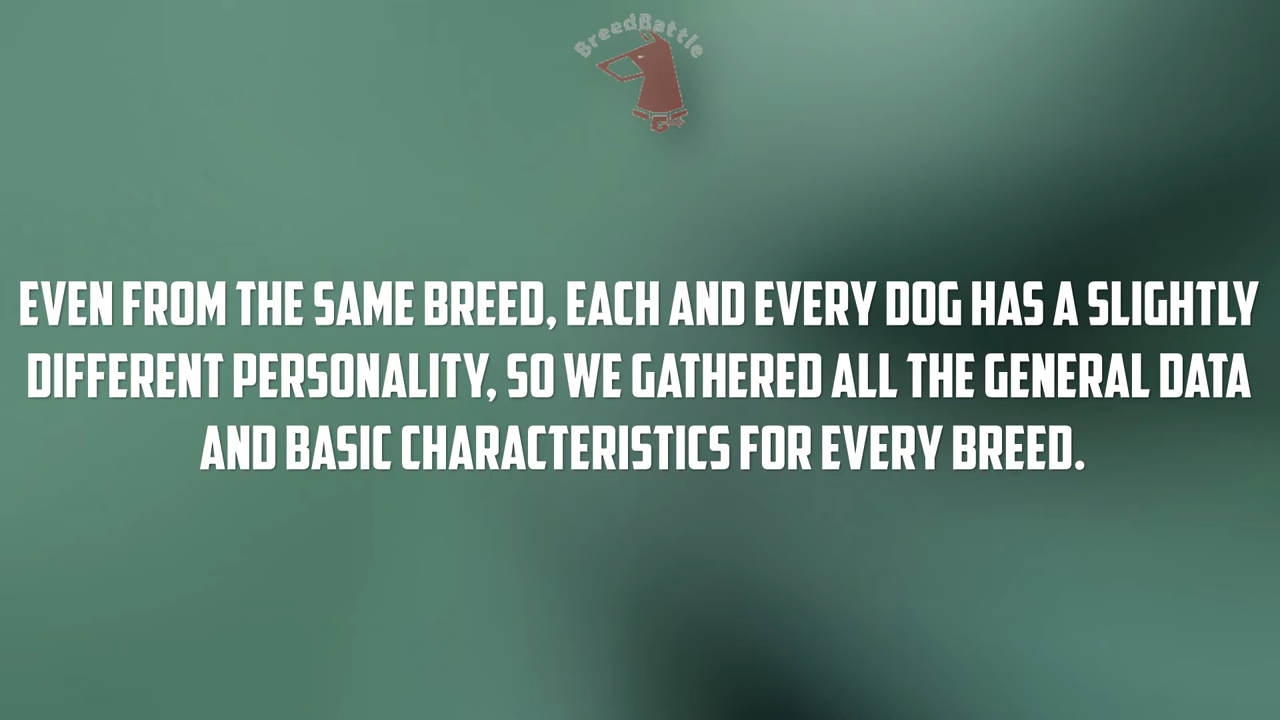 BreedBattle
EVEN FROM THE SAME BREED, EACH AND EVERY DOG HAS A SLIGHTLY
DIFFERENT PERSONALITY, SO WE GATHERED ALL THE GENERAL DATA
AND BASIC CHARACTERISTICS FOR EVERY BREED.